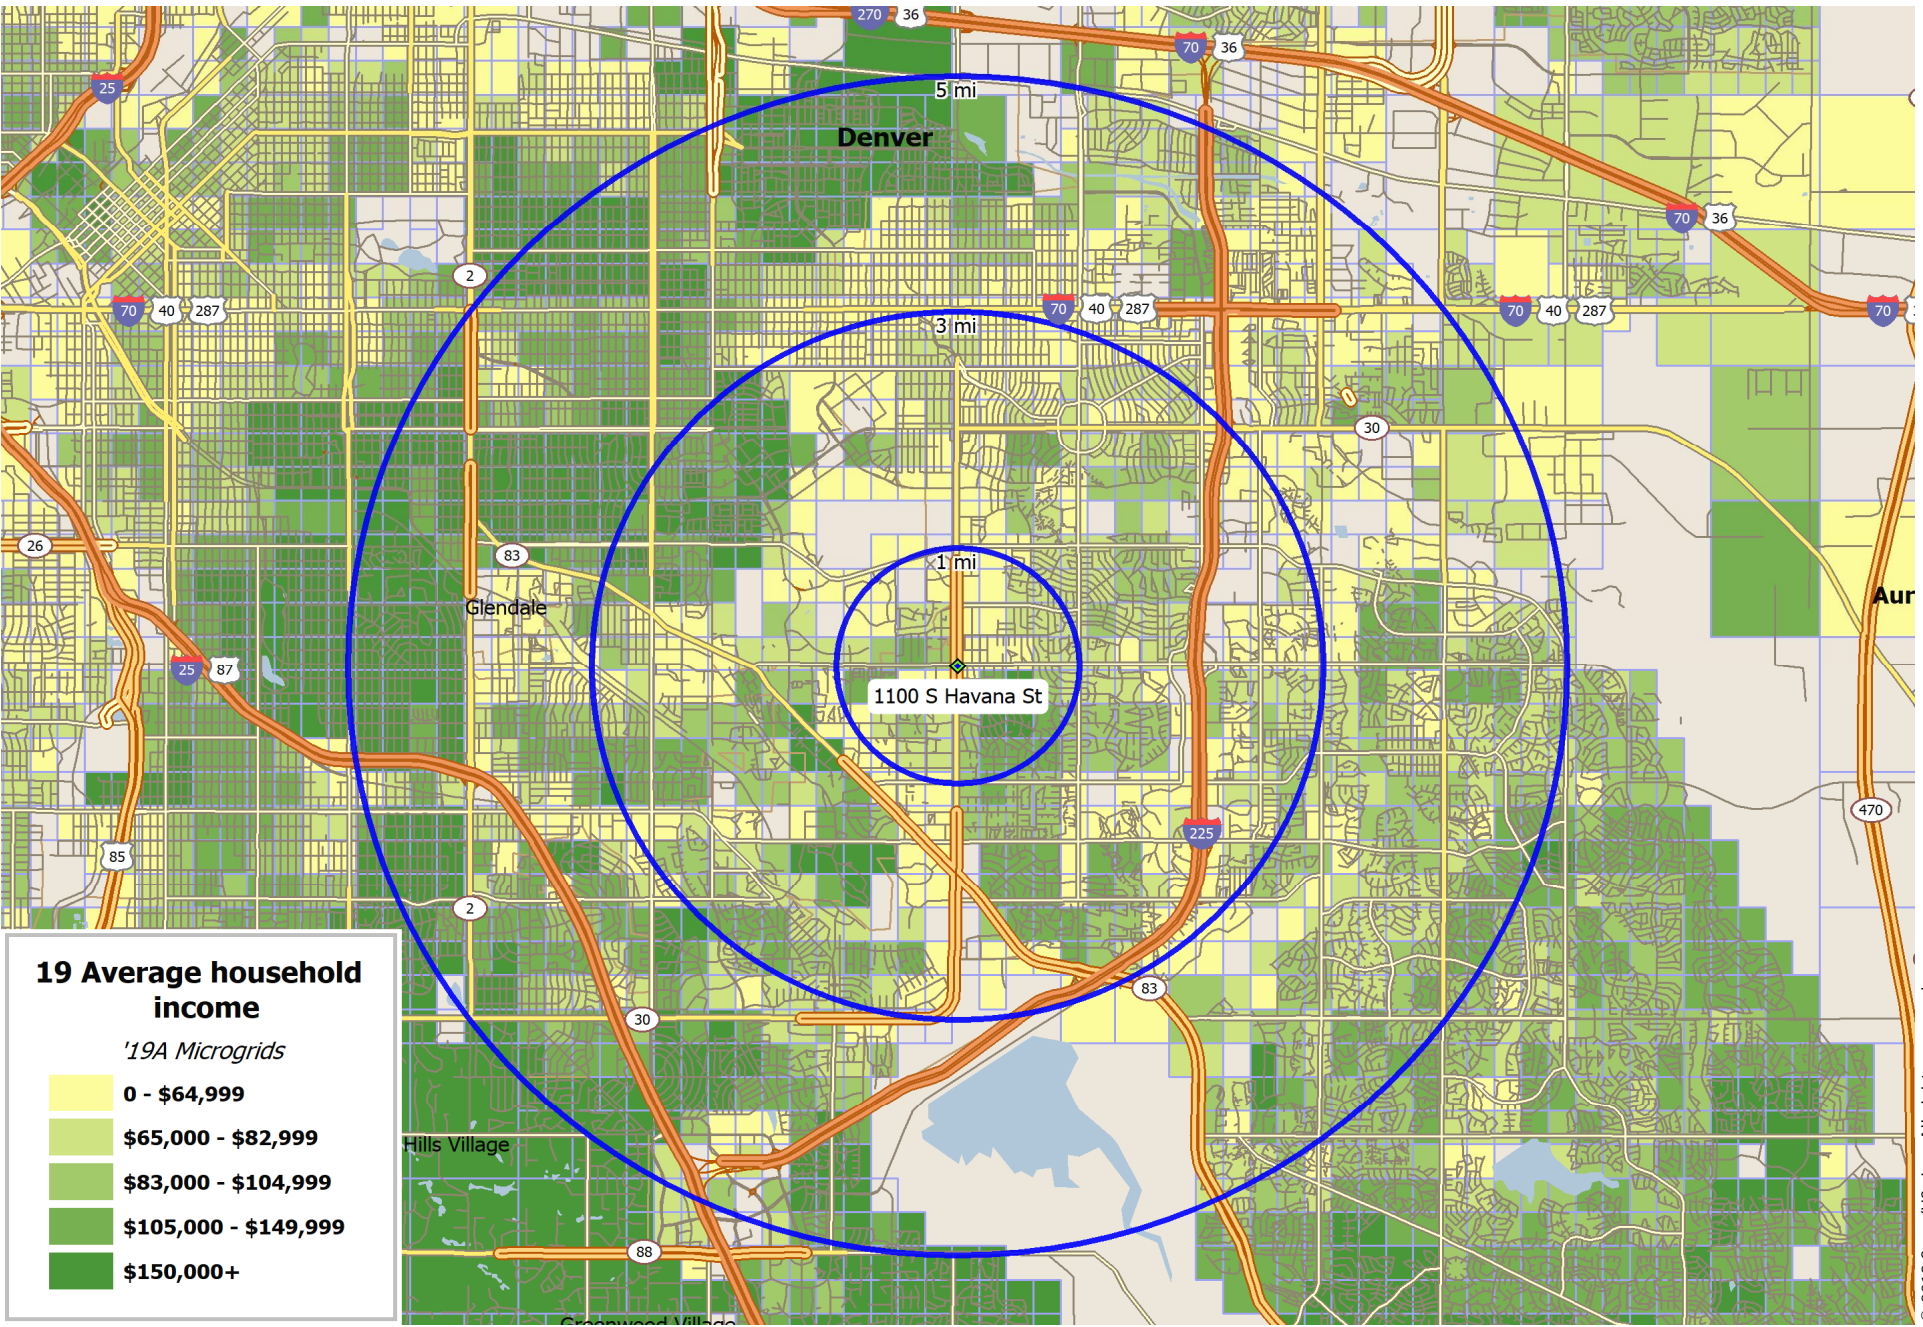 270 36
70 36
25
5 mi
Denver
70 36
2
70 40 287
70 40 287
70 40 287
70
3 mi
30
26
83
1 mi
Aur
Glendale
25 87
1100 S Havana St
470
225
85
2
83
30
Hills Village
88
Greenwood Village
19 Average household
income
'19A Microgrids
0 - $64,999
$65,000 - $82,999
$83,000 - $104,999
$105,000 - $149,999
$150,000+